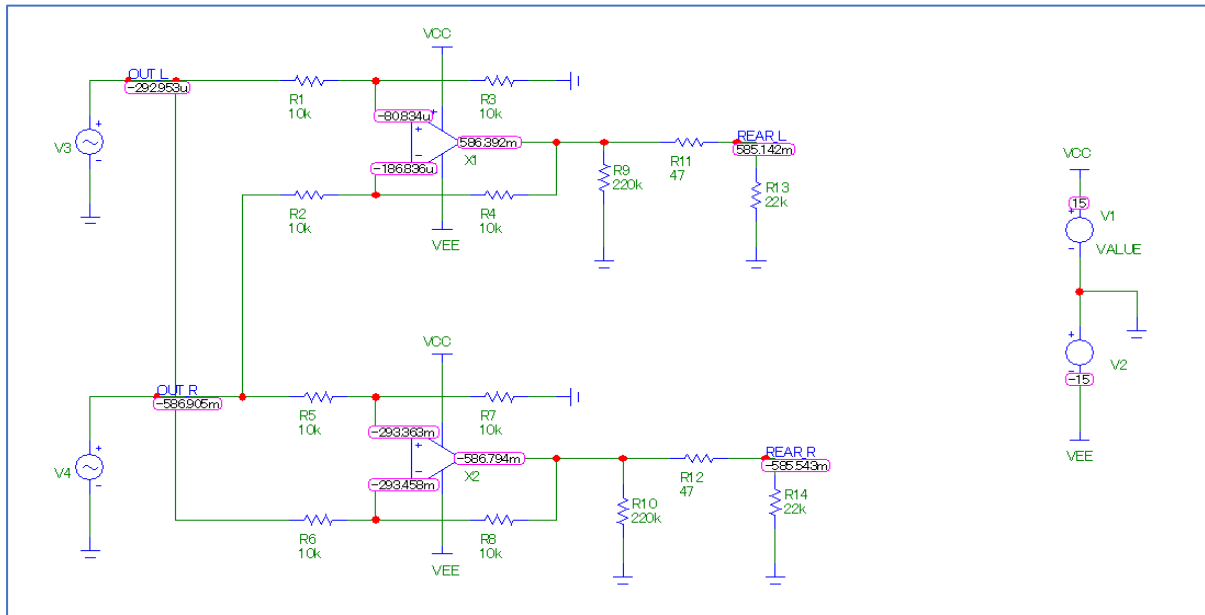 VCC
OUT L
-292.953u
R1
10k
R3
10k
V3
+
-
-80.834u
+
+
-
586.392m
X1
-186.836u
R9
220k
R11
47
REAR L
585.142m
R13
22k
R2
10k
R4
10k
VEE
VCC
15
+
-
V1
VALUE
+
-
V2
-15
VEE
VCC
OUT R
-586.905m
R5
10k
R7
10k
V4
+
-
-293.363m
+
-
-586.794m
X2
-293.458m
R10
220k
R12
47
REAR R
-585.543m
R14
22k
R6
10k
R8
10k
VEE